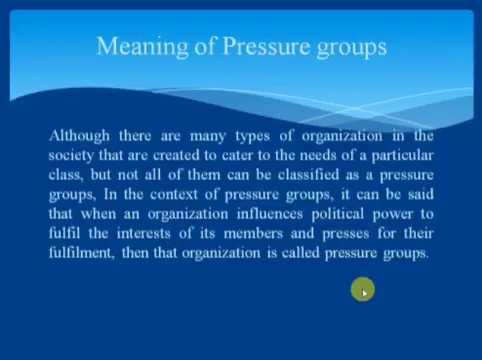 Meaning of Pressure groups
Although there are many types of organization in the
society that are created to cater to the needs of a particular
class, but not all of them can be classified as a pressure
groups, In the context of pressure groups, it can be said
that when an organization influences political power to
fulfil the interests of its members and presses for their
fulfilment, then that organization is called pressure groups.